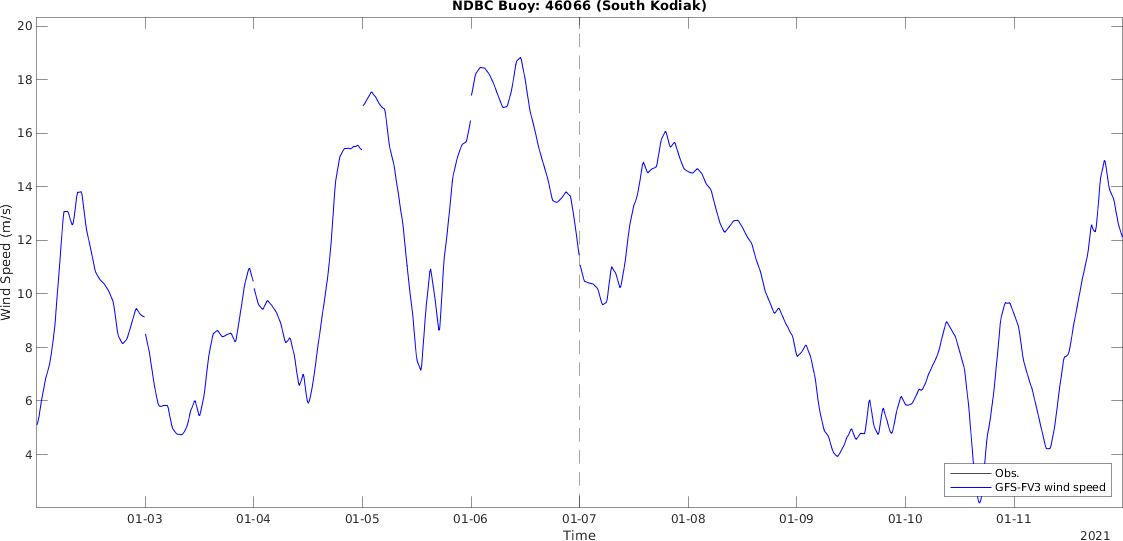 NDBC Buoy: 46066 (South Kodiak)
20
18
16
14
12
10
8
6
4
Wind Speed (m/s)
Obs.
GFS-FV3 wind speed
01-03 01-04 01-05 01-06 01-07 01-08 01-09 01-10 01-11
Time
2021